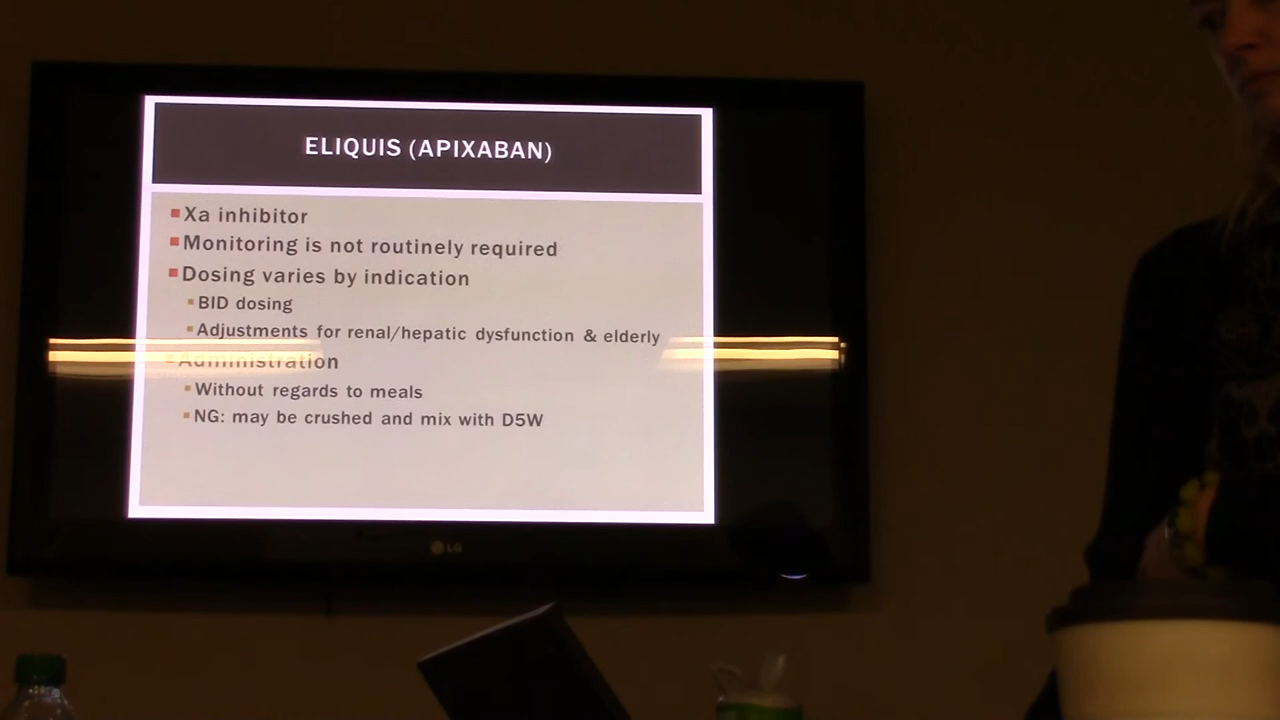 ELIQUIS (APIXABAN)
Xa inhibitor
Monitoring is not routinely required
Dosing varies by indication
BID dosing
Adjustments for renal/hepatic dysfunction & elderly
Administration
Without regards to meals
NG: may be crushed and mix with D5W
LG